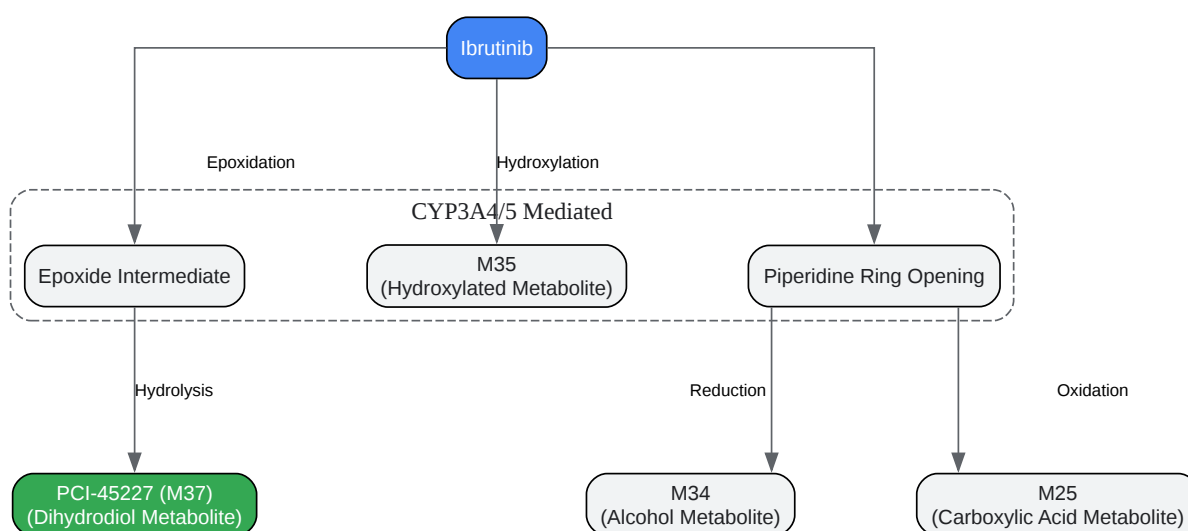 Ibrutinib
Epoxidation
Hydroxylation
CYP3A4/5 Mediated
Epoxide Intermediate
M35
(Hydroxylated Metabolite)
Piperidine Ring Opening
Hydrolysis
Reduction
Oxidation
PCI-45227 (M37)
(Dihydrodiol Metabolite)
M34
(Alcohol Metabolite)
M25
(Carboxylic Acid Metabolite)